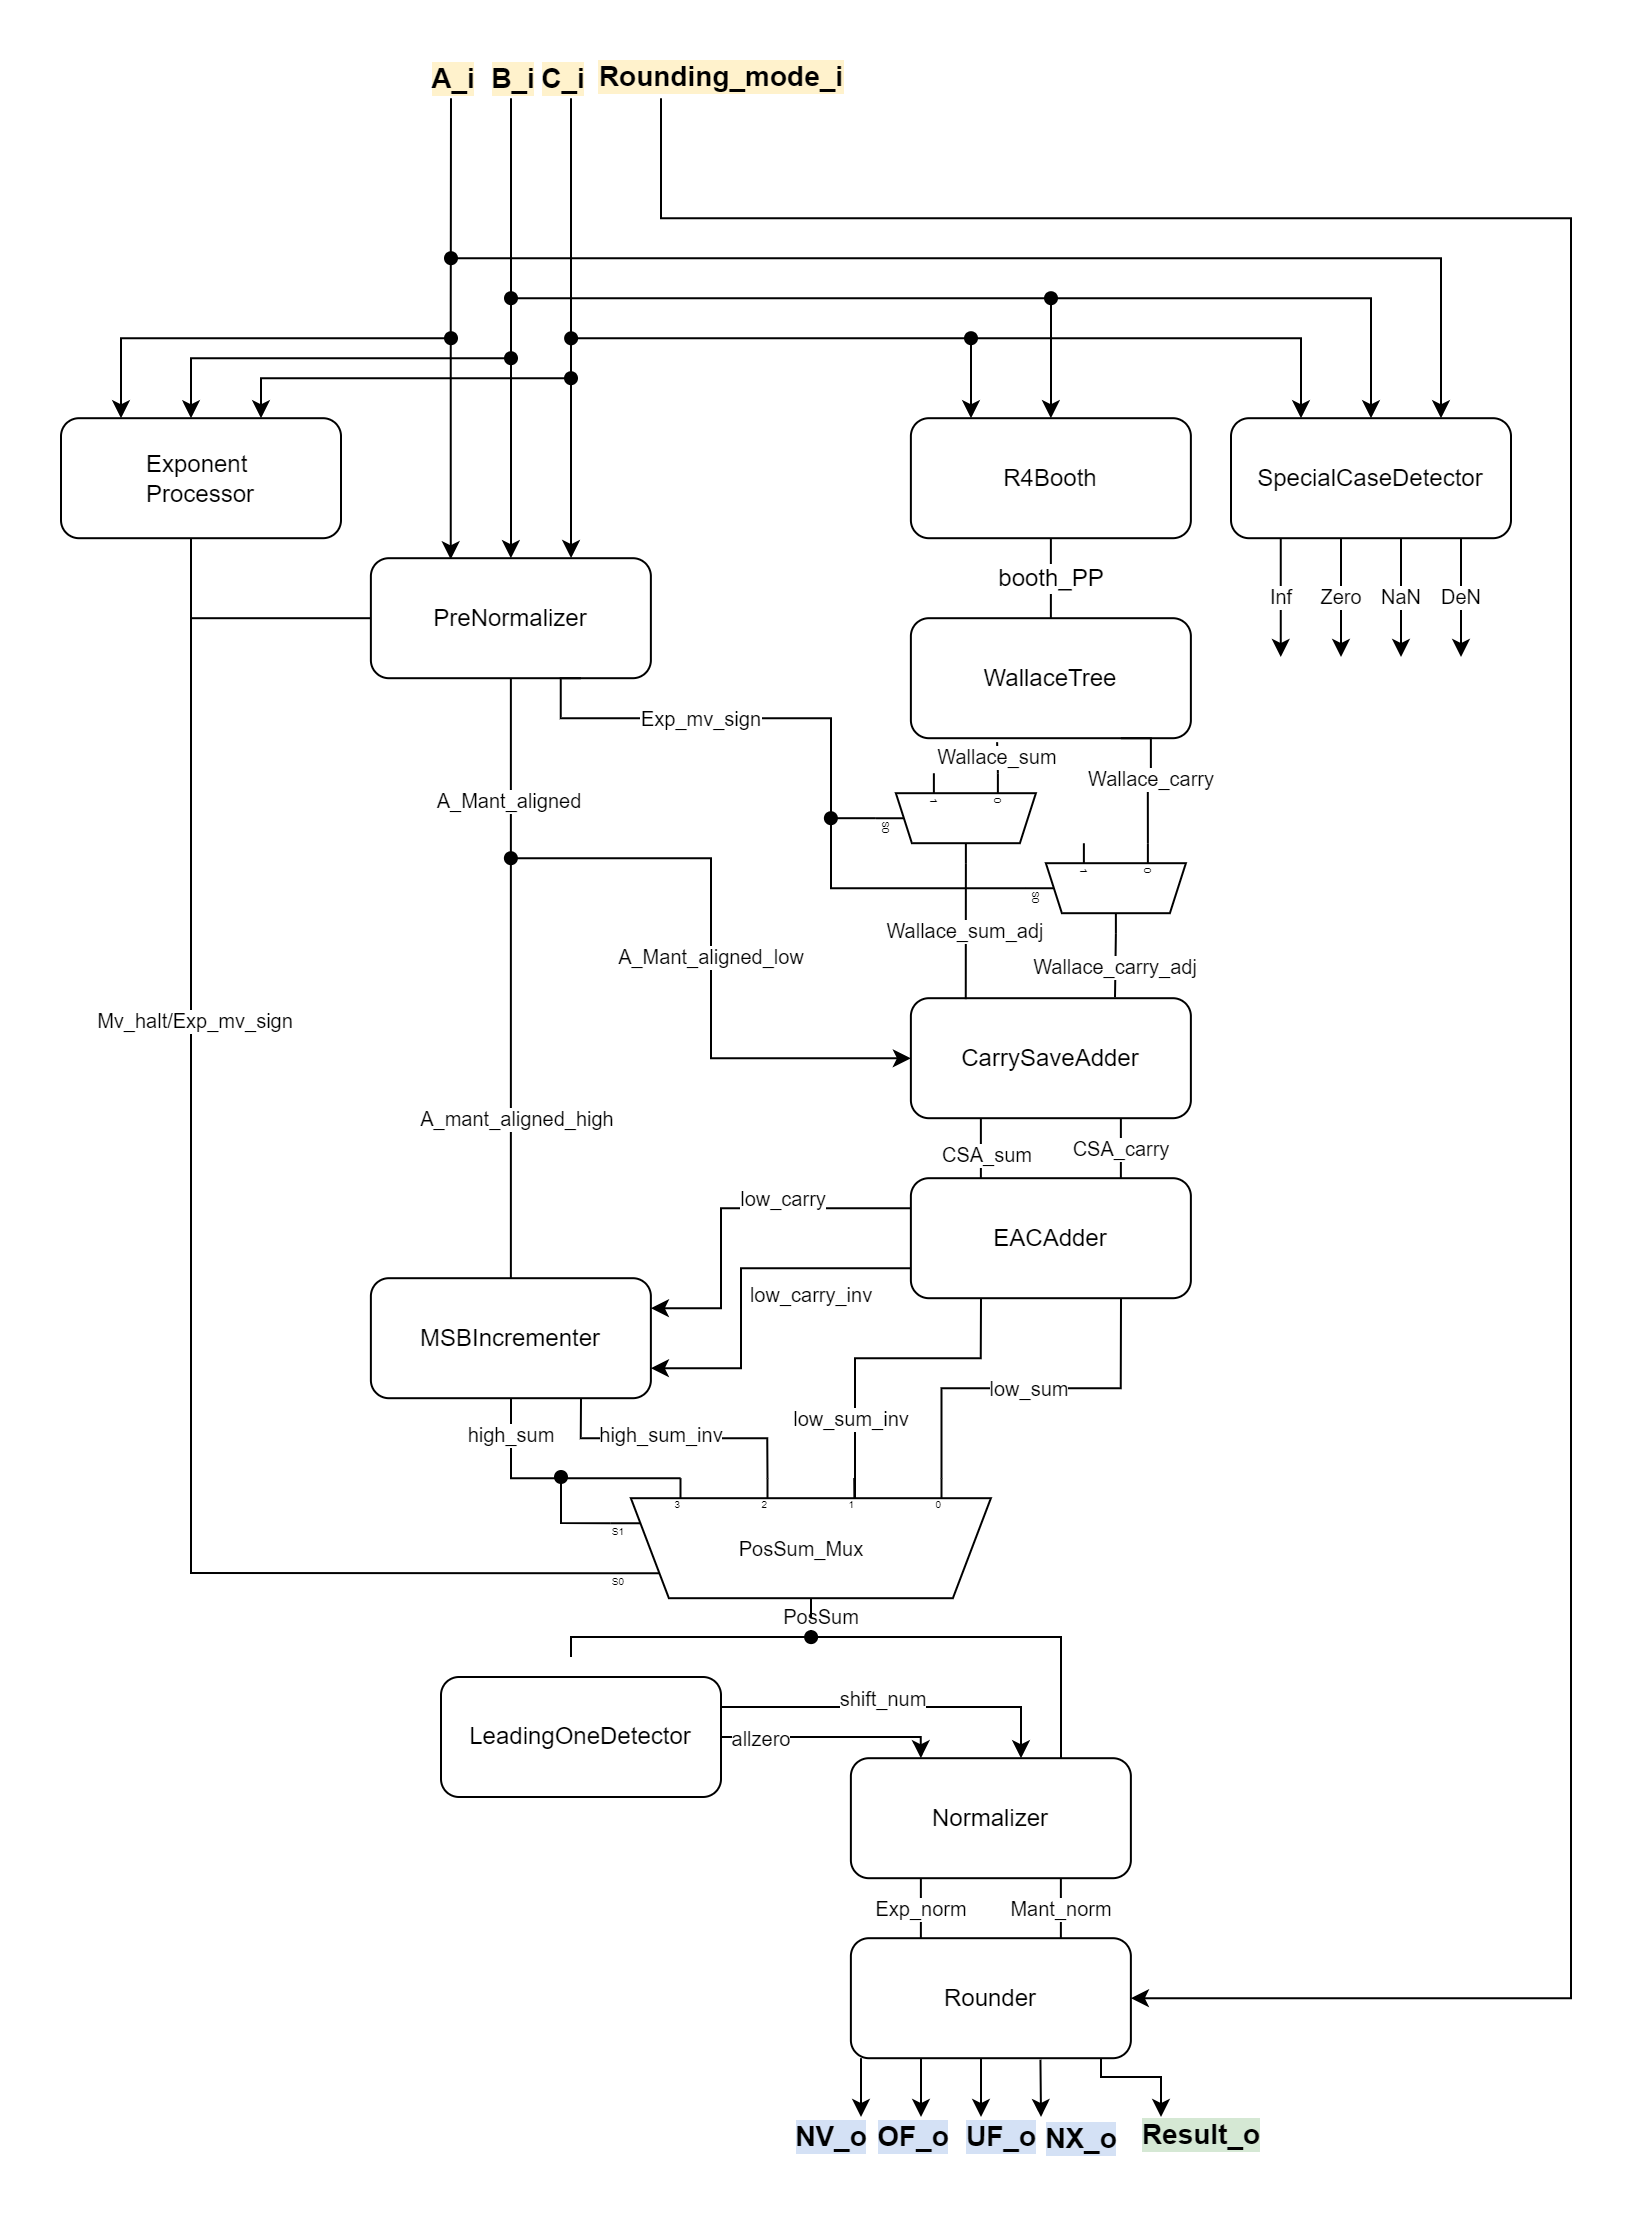 A_i B_i C_i Rounding_mode_i
Exponent
Processor
R4Booth
SpecialCaseDetector
booth_PP
Inf Zero NaN DeN
PreNormalizer
WallaceTree
Exp_mv_sign
Wallace_sum
Wallace_carry
1 0
S0
A_Mant_aligned
1 0
S0
Wallace_sum_adj
A_Mant_aligned_low
Wallace_carry_adj
Mv_halt/Exp_mv_sign
CarrySaveAdder
A_mant_aligned_high
CSA_sum CSA_carry
low_carry
EACAdder
low_carry_inv
MSBIncrementer
low_sum
low_sum_inv
high_sum high_sum_inv
3 2 1 0
S1
PosSum_Mux
S0
PosSum
shift_num
LeadingOneDetector
allzero
Normalizer
Exp_norm Mant_norm
Rounder
NV_o OF_o UF_o NX_o Result_o